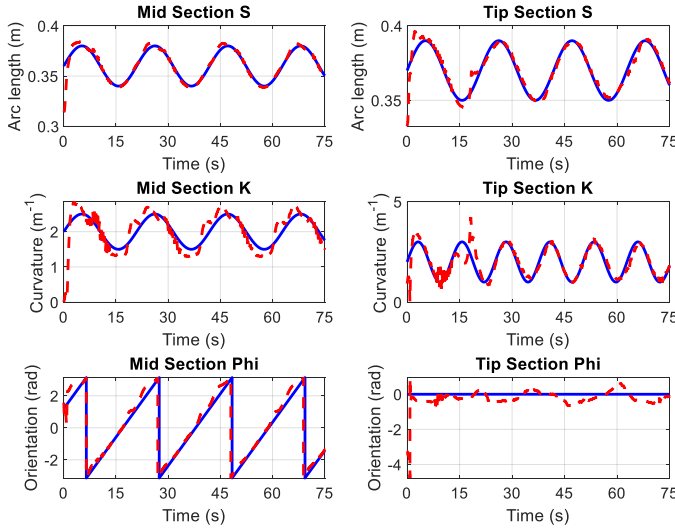 Mid Section S
Arc length (m)
0.4
0.35
0.3
0 15 30 45 60 75
Time (s)
Tip Section S
Arc length (m)
0.4
0.35
0 15 30 45 60 75
Time (s)
Mid Section K
Curvature (m⁻¹)
2
1
0
0 15 30 45 60 75
Time (s)
Tip Section K
Curvature (m⁻¹)
5
0
0 15 30 45 60 75
Time (s)
Mid Section Phi
Orientation (rad)
2
0
-2
0 15 30 45 60 75
Time (s)
Tip Section Phi
Orientation (rad)
0
-2
-4
0 15 30 45 60 75
Time (s)